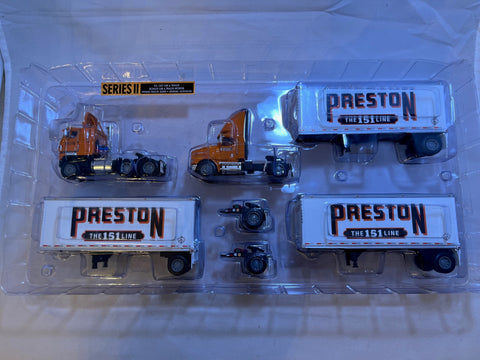 SERIES II
PRESTON
THE 151 LINE
PRESTON
THE 151 LINE
PRESTON
THE 151 LINE